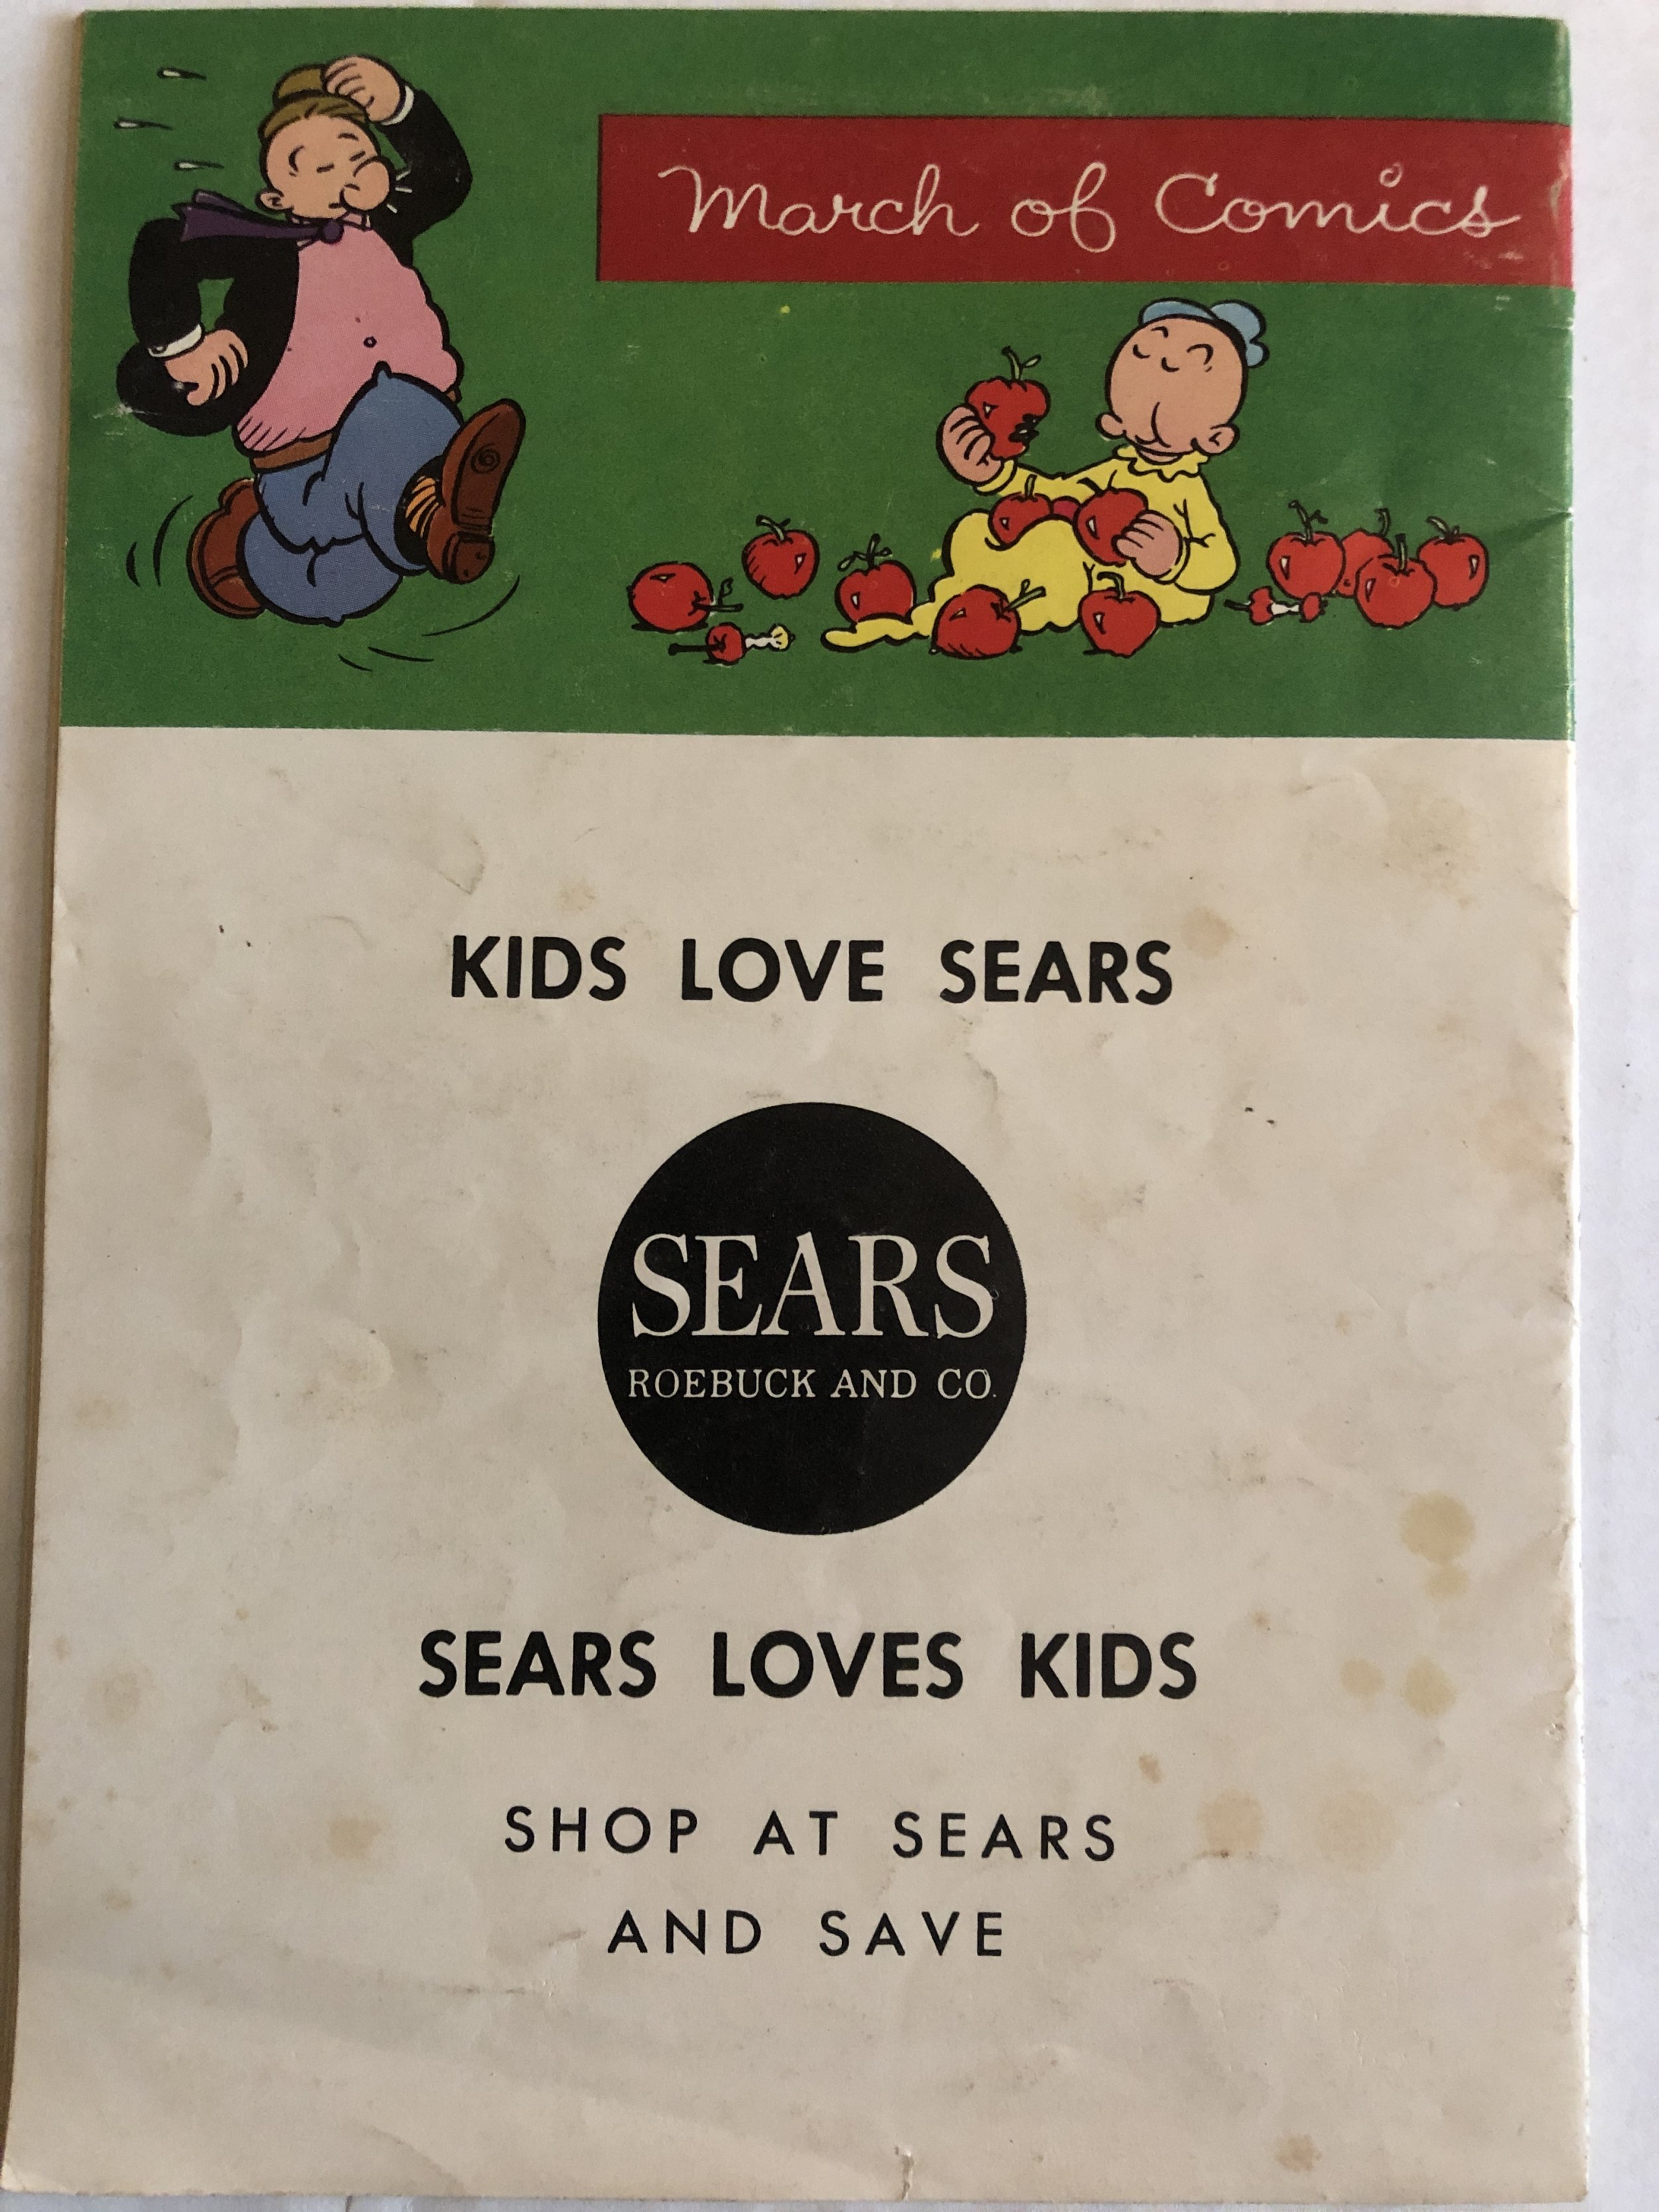 March of Comics
KIDS LOVE SEARS
SEARS
ROEBUCK AND CO.
SEARS LOVES KIDS
SHOP AT SEARS
AND SAVE